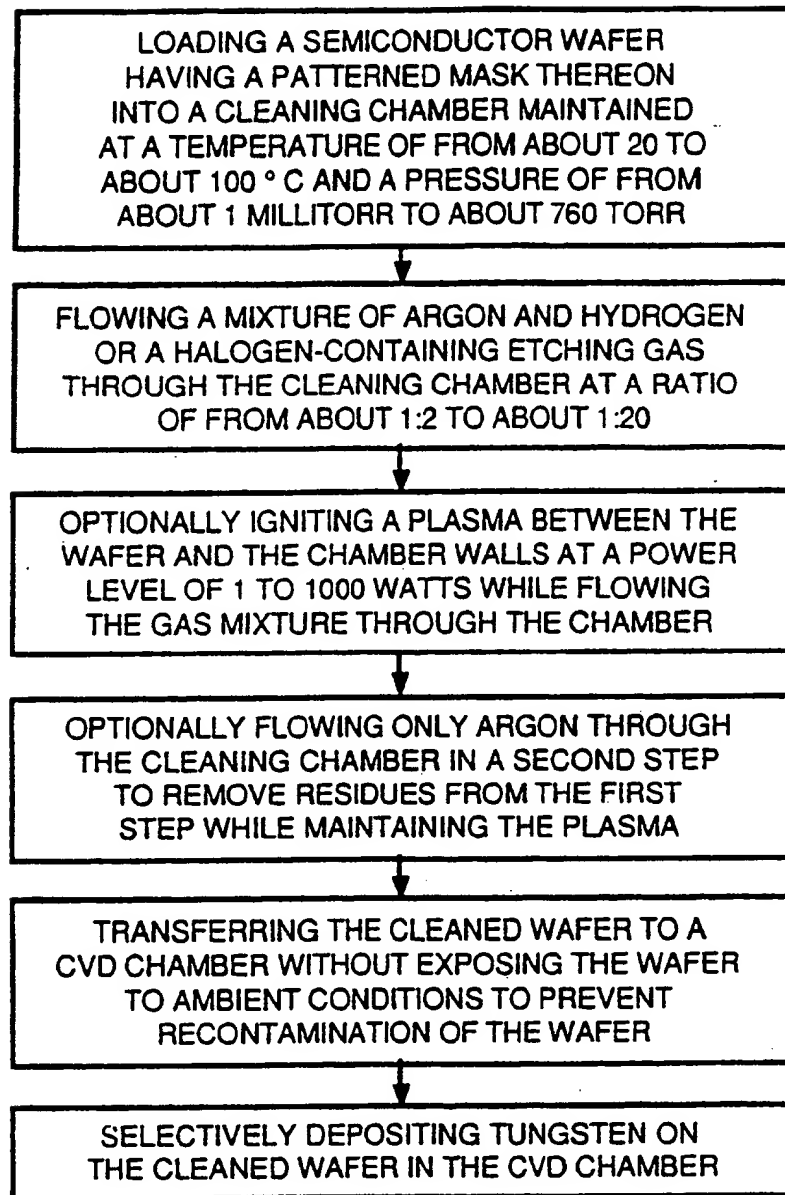 LOADING A SEMICONDUCTOR WAFER
HAVING A PATTERNED MASK THEREON
INTO A CLEANING CHAMBER MAINTAINED
AT A TEMPERATURE OF FROM ABOUT 20 TO
ABOUT 100 ° C AND A PRESSURE OF FROM
ABOUT 1 MILLITORR TO ABOUT 760 TORR
FLOWING A MIXTURE OF ARGON AND HYDROGEN
OR A HALOGEN-CONTAINING ETCHING GAS
THROUGH THE CLEANING CHAMBER AT A RATIO
OF FROM ABOUT 1:2 TO ABOUT 1:20
OPTIONALLY IGNITING A PLASMA BETWEEN THE
WAFER AND THE CHAMBER WALLS AT A POWER
LEVEL OF 1 TO 1000 WATTS WHILE FLOWING
THE GAS MIXTURE THROUGH THE CHAMBER
OPTIONALLY FLOWING ONLY ARGON THROUGH
THE CLEANING CHAMBER IN A SECOND STEP
TO REMOVE RESIDUES FROM THE FIRST
STEP WHILE MAINTAINING THE PLASMA
TRANSFERRING THE CLEANED WAFER TO A
CVD CHAMBER WITHOUT EXPOSING THE WAFER
TO AMBIENT CONDITIONS TO PREVENT
RECONTAMINATION OF THE WAFER
SELECTIVELY DEPOSITING TUNGSTEN ON
THE CLEANED WAFER IN THE CVD CHAMBER